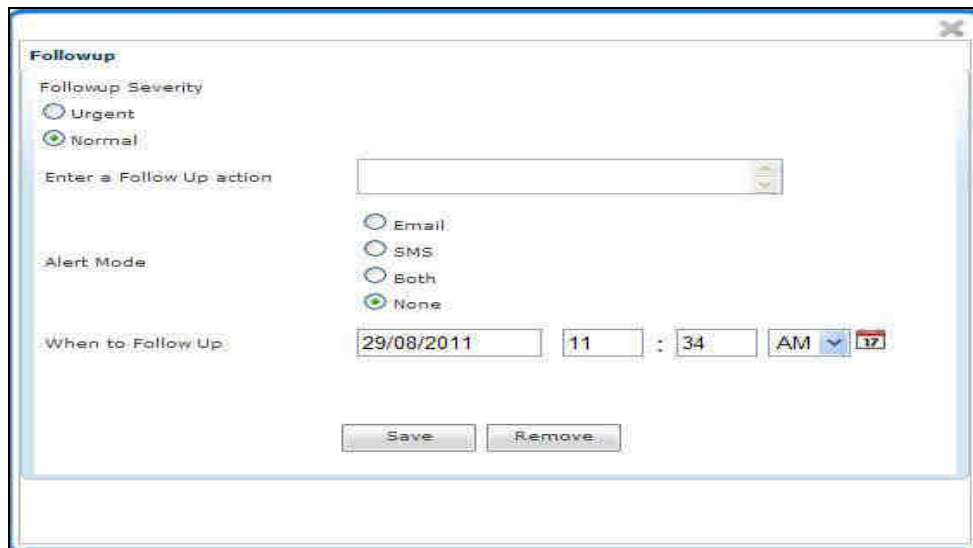 Followup
Followup Severity
Urgent
Normal
Enter a Follow Up action
Email
SMS
Alert Mode
Both
None
When to Follow Up 29/08/2011 11 : 34 AM 17
Save Remove